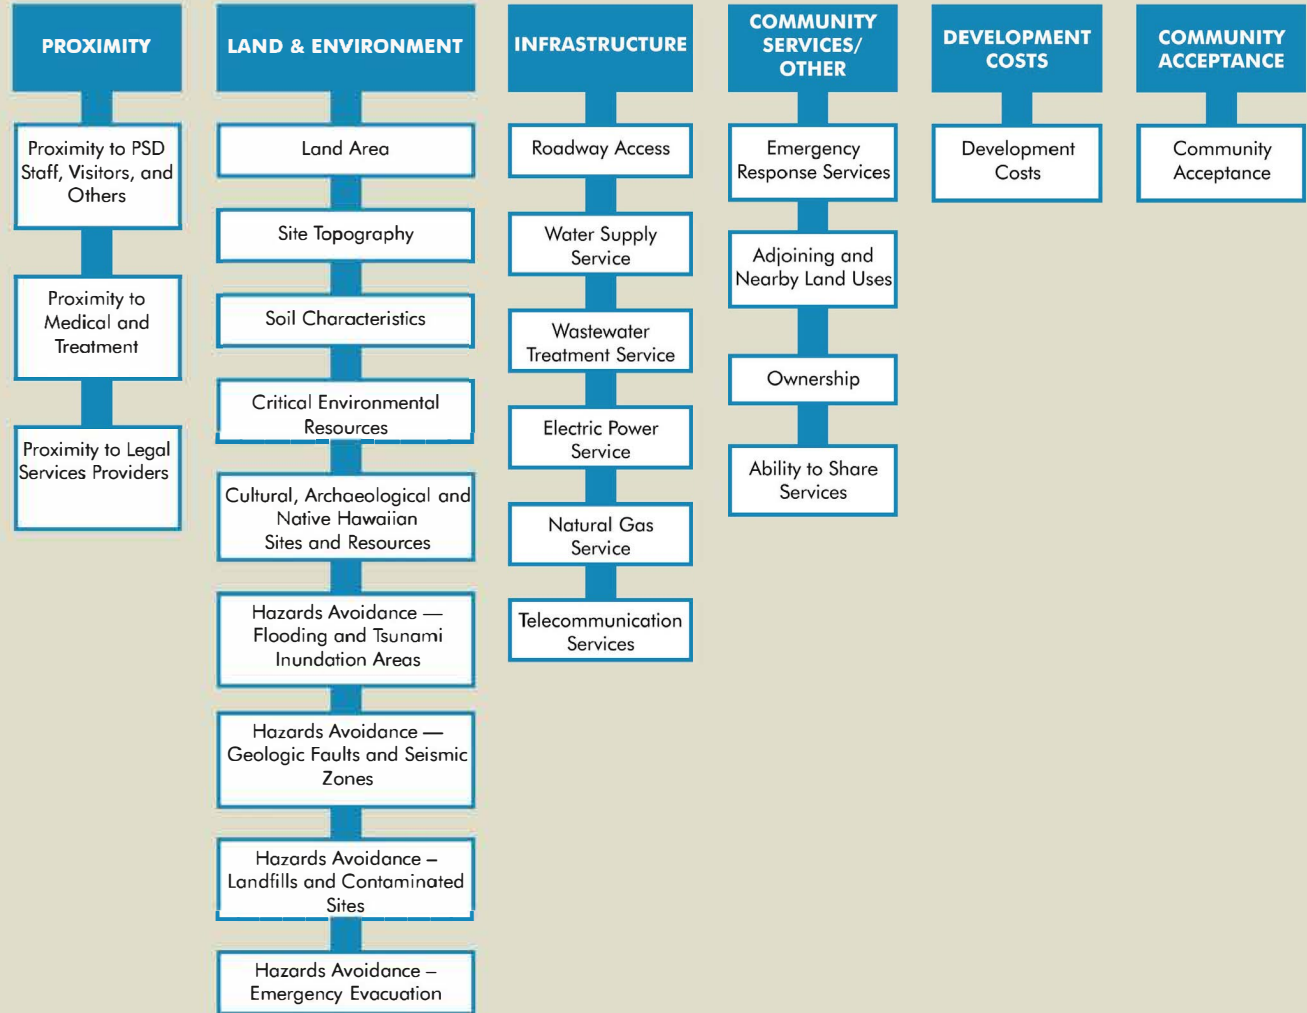 PROXIMITY
Proximity to PSD
Staff, Visitors, and
Others
Proximity to
Medical and
Treatment
Proximity to Legal
Services Providers
LAND & ENVIRONMENT
Land Area
Site Topography
Soil Characteristics
Critical Environmental
Resources
Cultural, Archaeological and
Native Hawaiian
Sites and Resources
Hazards Avoidance —
Flooding and Tsunami
Inundation Areas
Hazards Avoidance —
Geologic Faults and Seismic
Zones
Hazards Avoidance –
Landfills and Contaminated
Sites
Hazards Avoidance –
Emergency Evacuation
INFRASTRUCTURE
Roadway Access
Water Supply
Service
Wastewater
Treatment Service
Electric Power
Service
Natural Gas
Service
Telecommunication
Services
COMMUNITY
SERVICES/
OTHER
Emergency
Response Services
Adjoining and
Nearby Land Uses
Ownership
Ability to Share
Services
DEVELOPMENT
COSTS
Development
Costs
COMMUNITY
ACCEPTANCE
Community
Acceptance